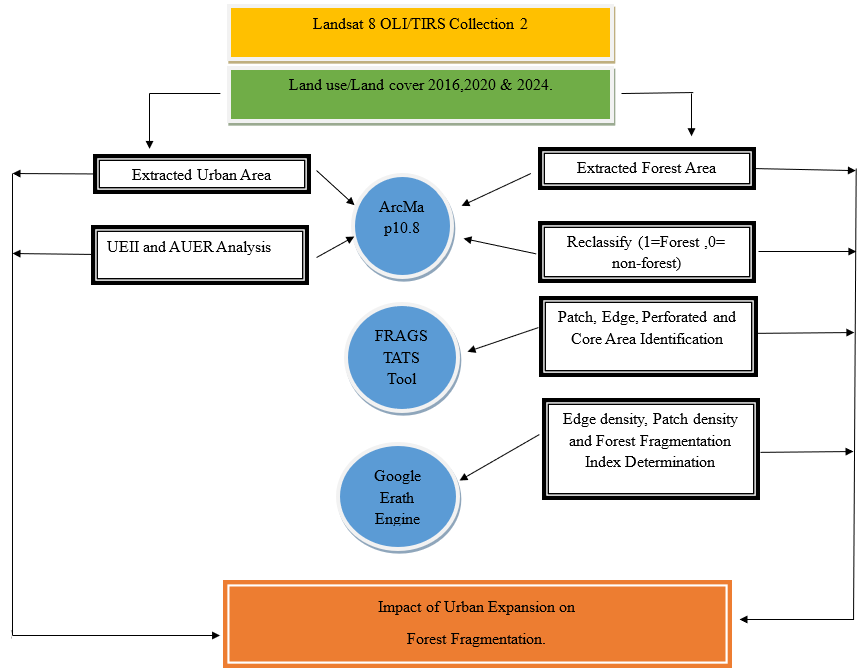 Landsat 8 OLI/TIRS Collection 2
Land use/Land cover 2016,2020 & 2024.
Extracted Urban Area
Extracted Forest Area
ArcMa
p10.8
UEII and AUER Analysis
Reclassify (1=Forest ,0=
non-forest)
FRAGS
TATS
Tool
Patch, Edge, Perforated and
Core Area Identification
Edge density, Patch density
and Forest Fragmentation
Index Determination
Google
Erath
Engine
Impact of Urban Expansion on
Forest Fragmentation.